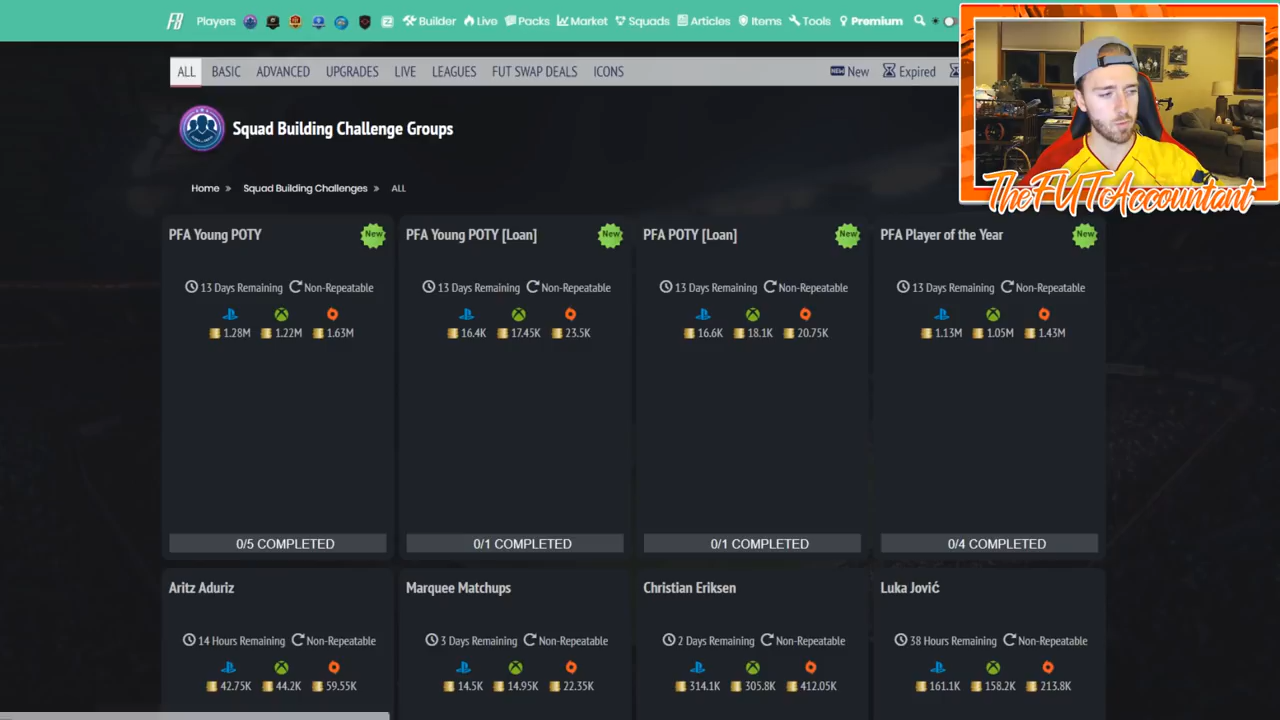 FB Players Builder Live Packs Market Squads Articles Items Tools Premium
ALL BASIC ADVANCED UPGRADES LIVE LEAGUES FUT SWAP DEALS ICONS NEW New Expired
Squad Building Challenge Groups
Home » Squad Building Challenges » ALL
TheFUTAccountant
PFA Young POTY New PFA Young POTY [Loan] New PFA POTY [Loan] New PFA Player of the Year New
13 Days Remaining Non-Repeatable 13 Days Remaining Non-Repeatable 13 Days Remaining Non-Repeatable 13 Days Remaining Non-Repeatable
1.28M 1.22M 1.63M 16.4K 17.45K 23.5K 16.6K 18.1K 20.75K 1.13M 1.05M 1.43M
0/5 COMPLETED 0/1 COMPLETED 0/1 COMPLETED 0/4 COMPLETED
Aritz Aduriz Marquee Matchups Christian Eriksen Luka Jović
14 Hours Remaining Non-Repeatable 3 Days Remaining Non-Repeatable 2 Days Remaining Non-Repeatable 38 Hours Remaining Non-Repeatable
42.75K 44.2K 59.55K 14.5K 14.95K 22.35K 314.1K 305.8K 412.05K 161.1K 158.2K 213.8K